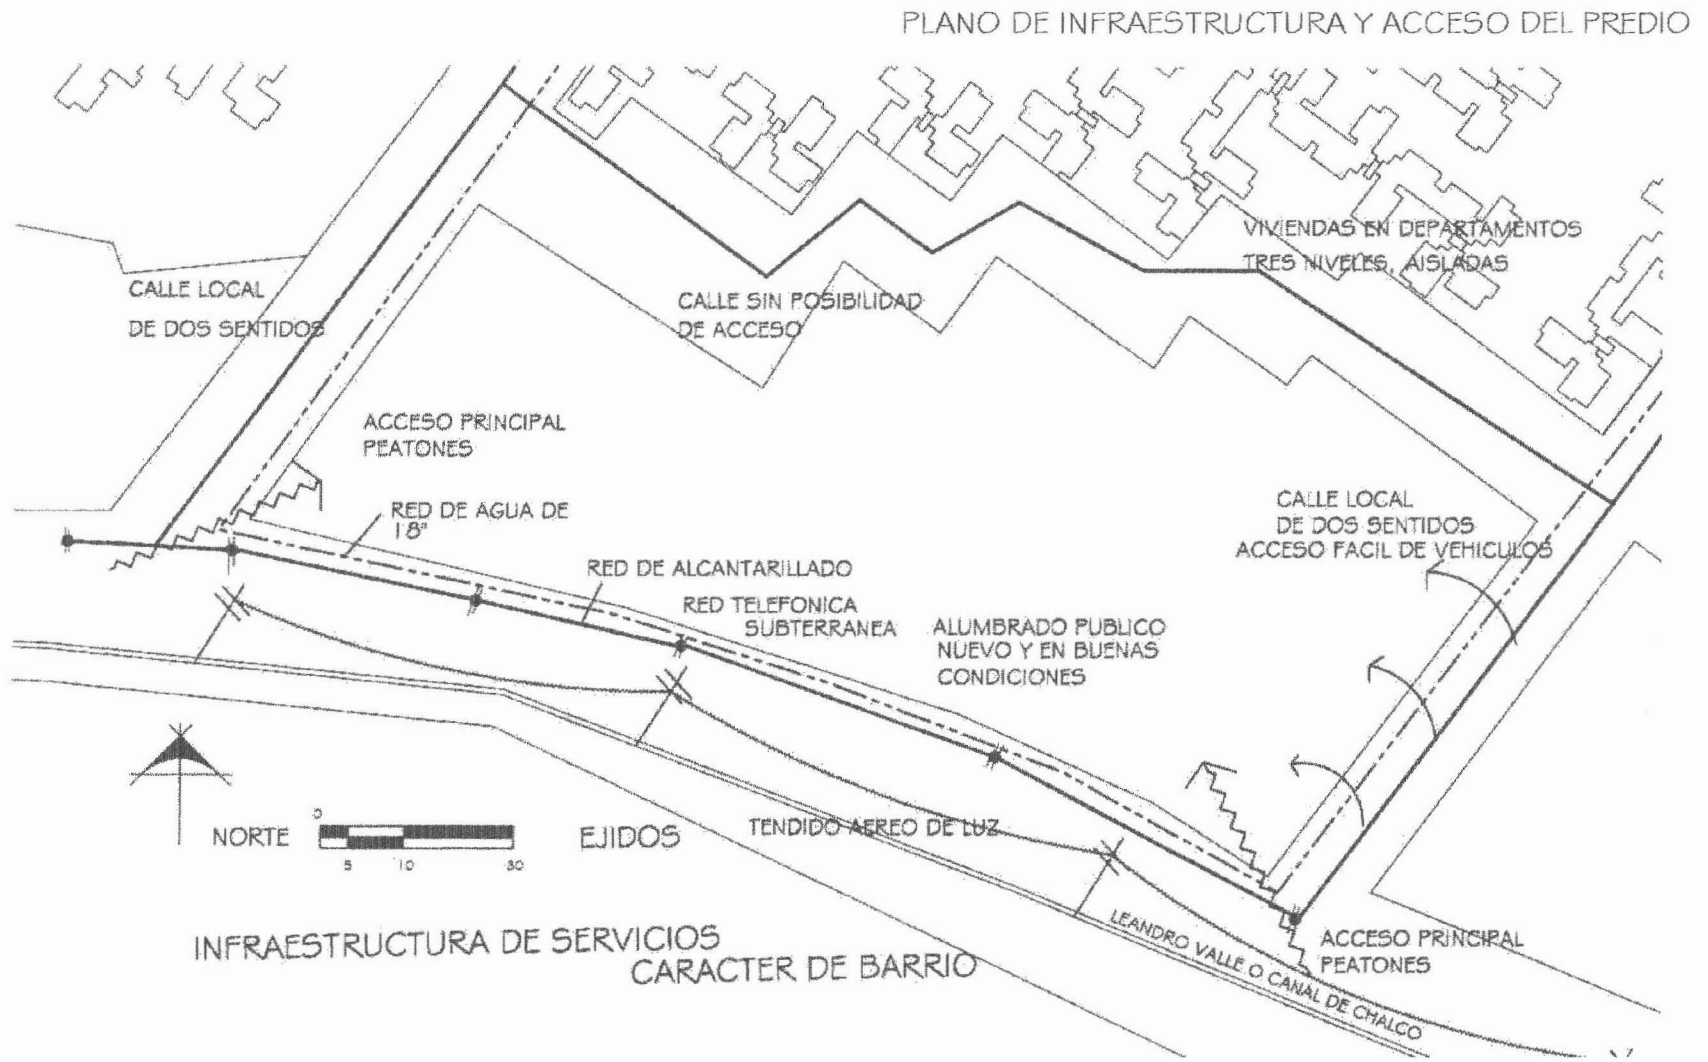 PLANO DE INFRAESTRUCTURA Y ACCESO DEL PREDIO
VIVIENDAS EN DEPARTAMENTOS
TRES NIVELES, AISLADAS
CALLE LOCAL
DE DOS SENTIDOS
CALLE SIN POSIBILIDAD
DE ACCESO
ACCESO PRINCIPAL
PEATONES
RED DE AGUA DE
18"
CALLE LOCAL
DE DOS SENTIDOS
ACCESO FACIL DE VEHICULOS
RED DE ALCANTARILLADO
RED TELEFONICA
SUBTERRANEA
ALUMBRADO PUBLICO
NUEVO Y EN BUENAS
CONDICIONES
NORTE
0
5 10 30
EJIDOS
TENDIDO AEREO DE LUZ
LEANDRO VALLE O CANAL DE CHALCO
ACCESO PRINCIPAL
PEATONES
INFRAESTRUCTURA DE SERVICIOS
CARACTER DE BARRIO